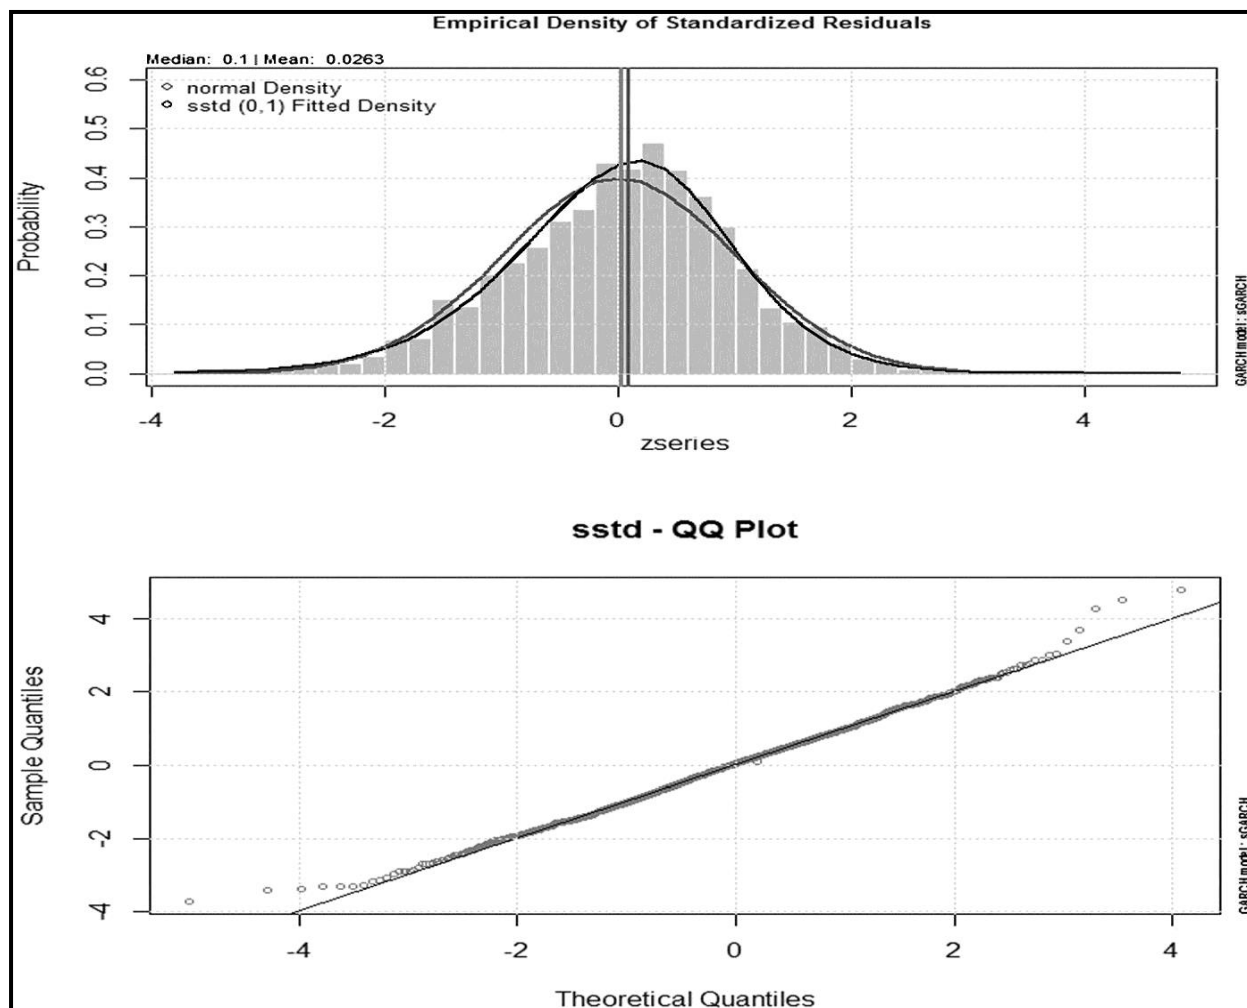 Empirical Density of Standardized Residuals
Median: 0.1 | Mean: 0.0263
normal Density
sstd (0,1) Fitted Density
Probability
0.6
0.5
0.4
0.3
0.2
0.1
0.0
-4 -2 0 2 4
zseries
GARCH model : sGARCH
sstd - QQ Plot
Sample Quantiles
4
2
0
-2
-4
-4 -2 0 2 4
Theoretical Quantiles
GARCH model : sGARCH